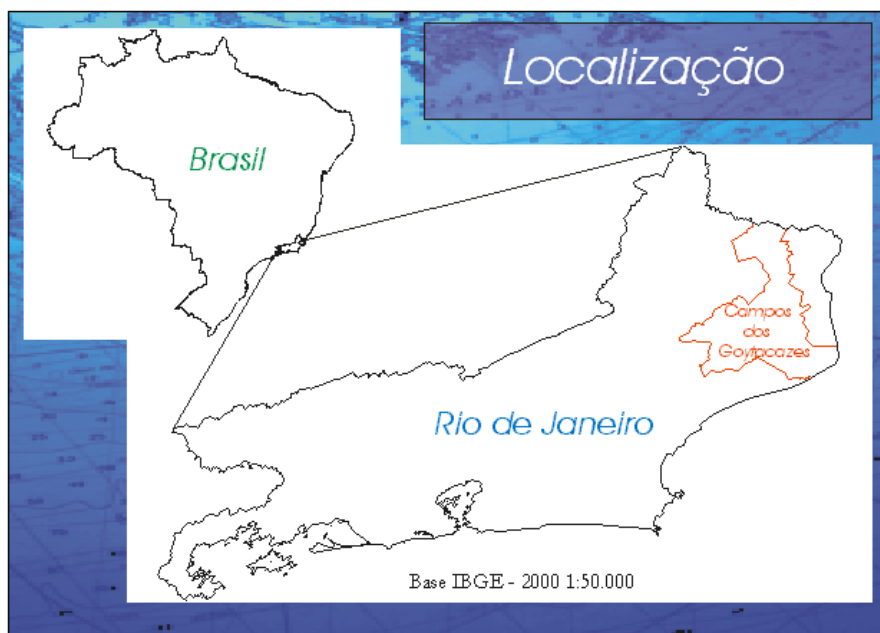 Localização
Brasil
Campos
dos
Goytacazes
Rio de Janeiro
Base IBGE - 2000 1:50.000